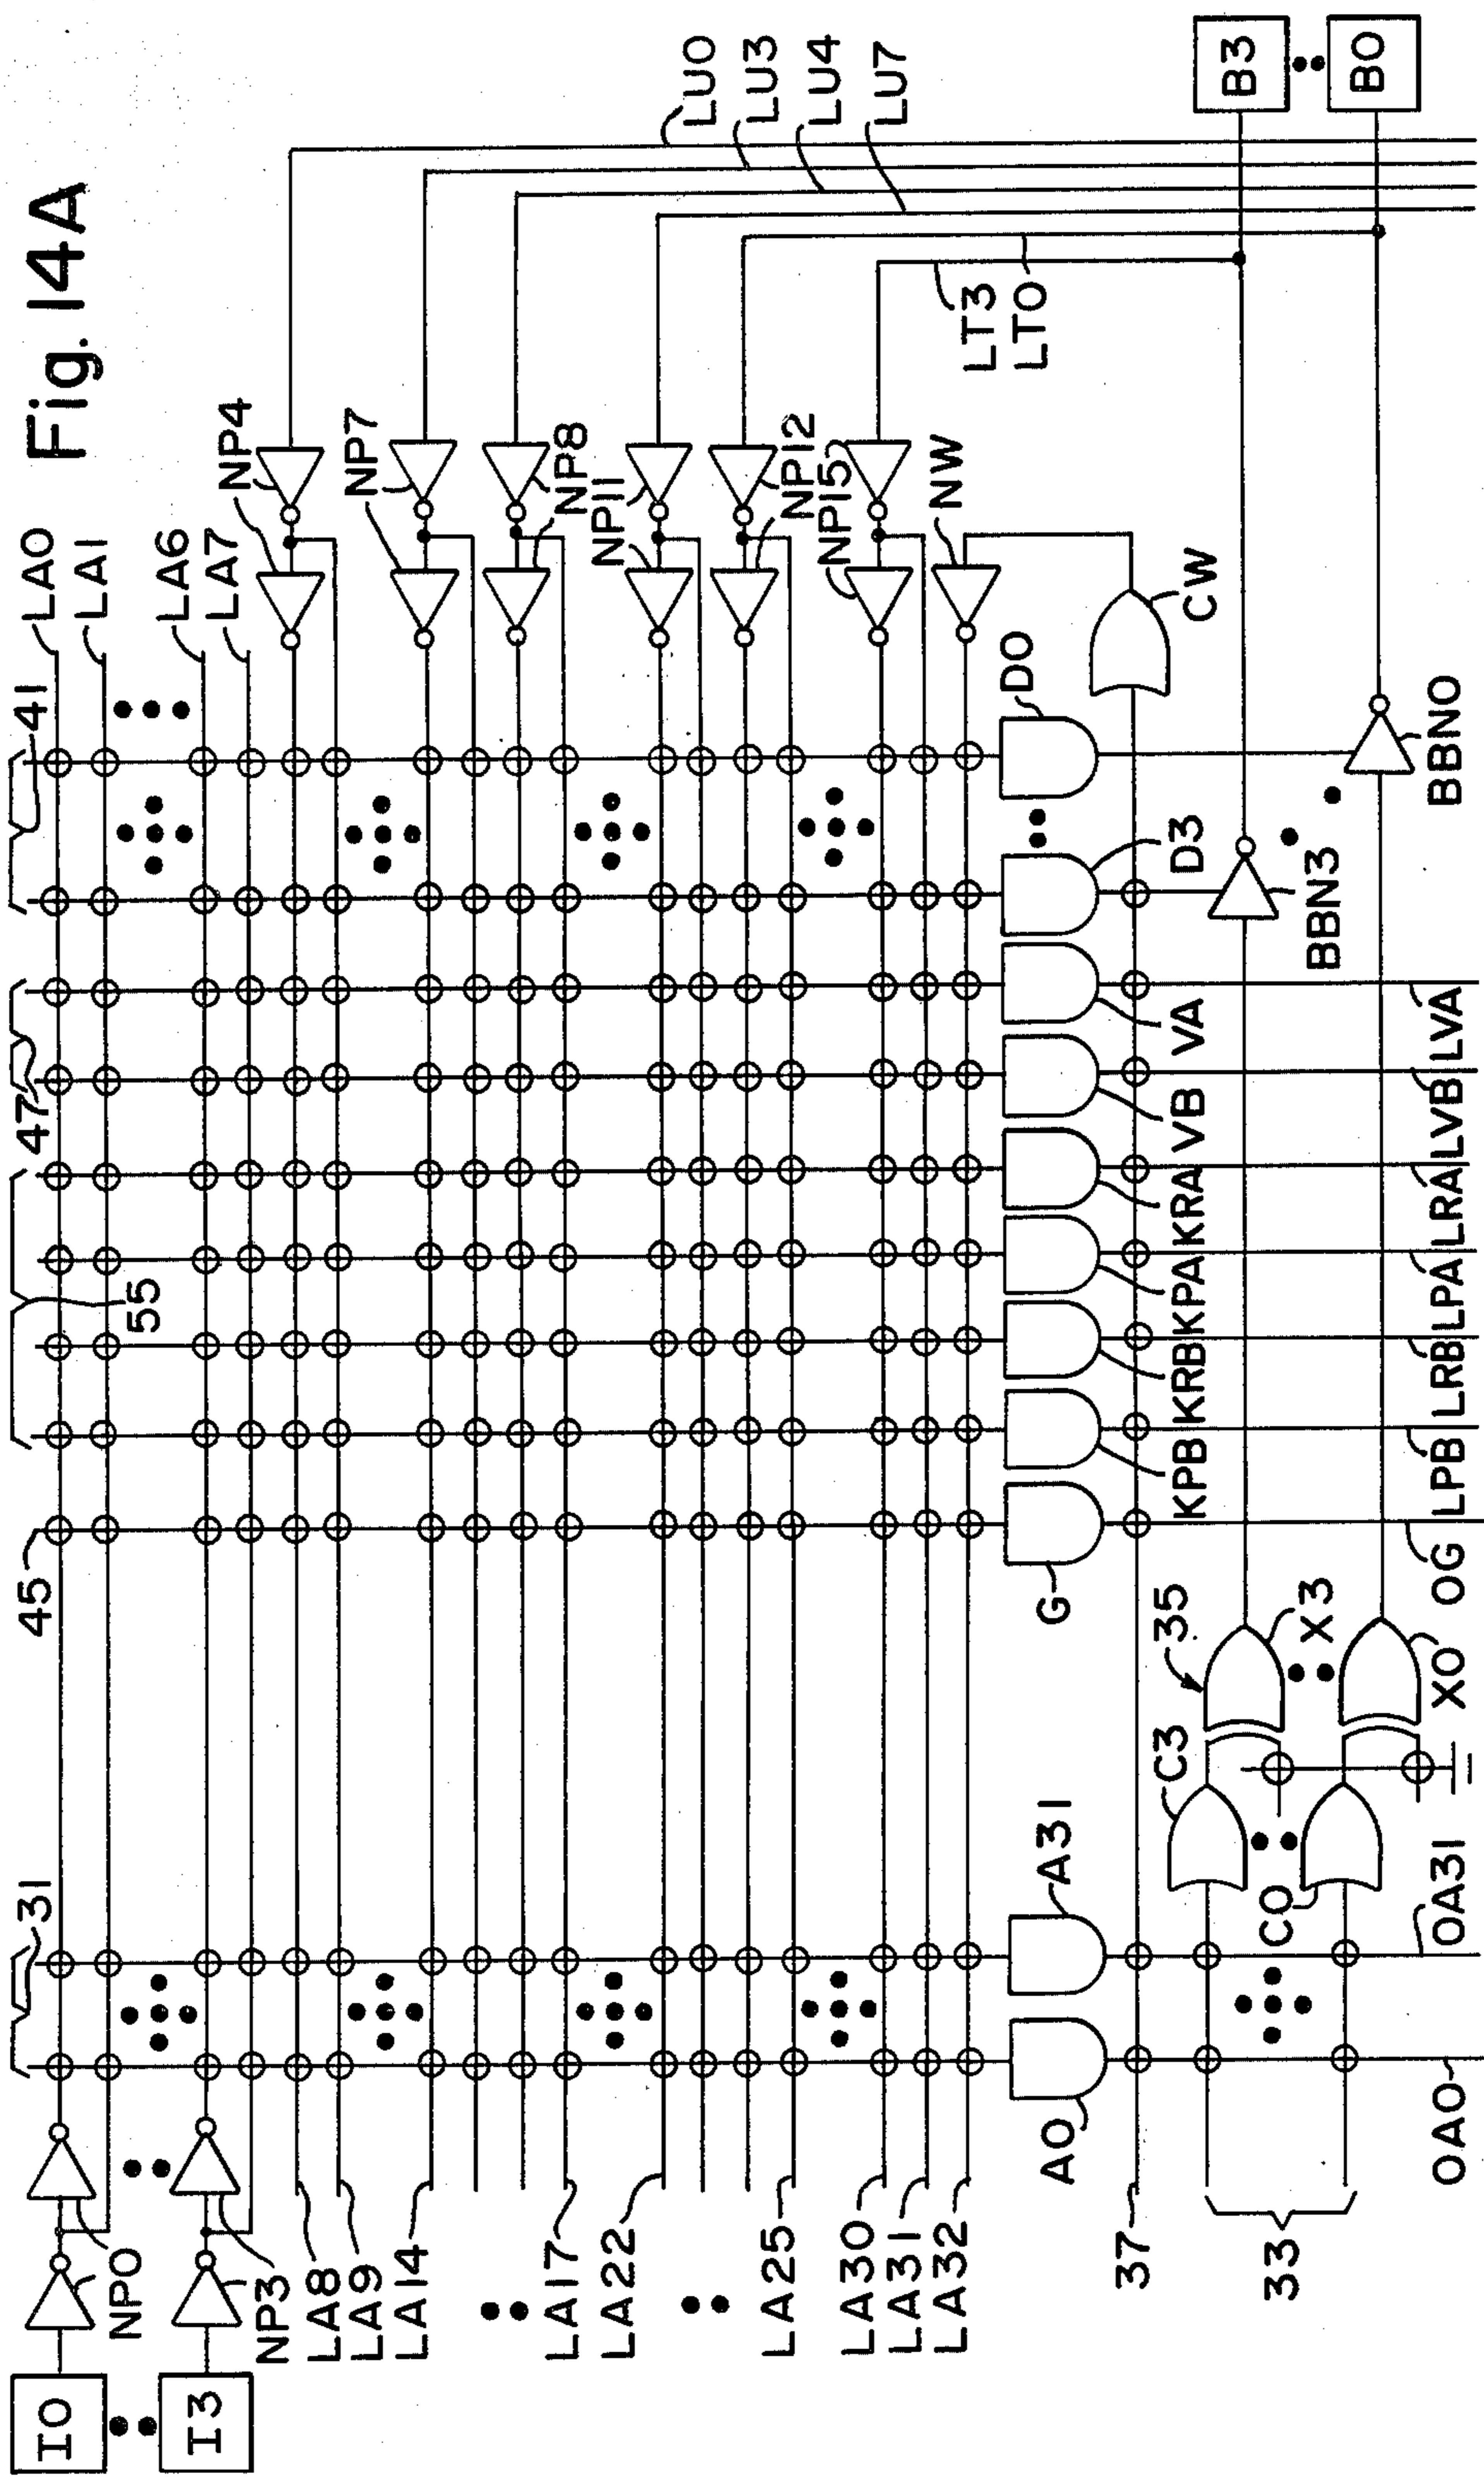 Fig. 14A
I0
I3
NP0
NP3
LA0
LA1
LA6
LA7
31
45
55
47
41
NP4
NP7
NP8
NP11
NP12
NP15
NW
LU0
LU3
LU4
LU7
LT3
LT0
LA8
LA9
LA14
LA17
LA22
LA25
LA30
LA31
LA32
A0
A31
G
KPB
KRB
KPA
KRA
VB
VA
D3
D0
CW
37
33
C3
C0
35
X3
X0
BBN3
BBN0
B3
B0
OA0
OA31
OG
LPB
LRB
LPA
LRA
LVB
LVA